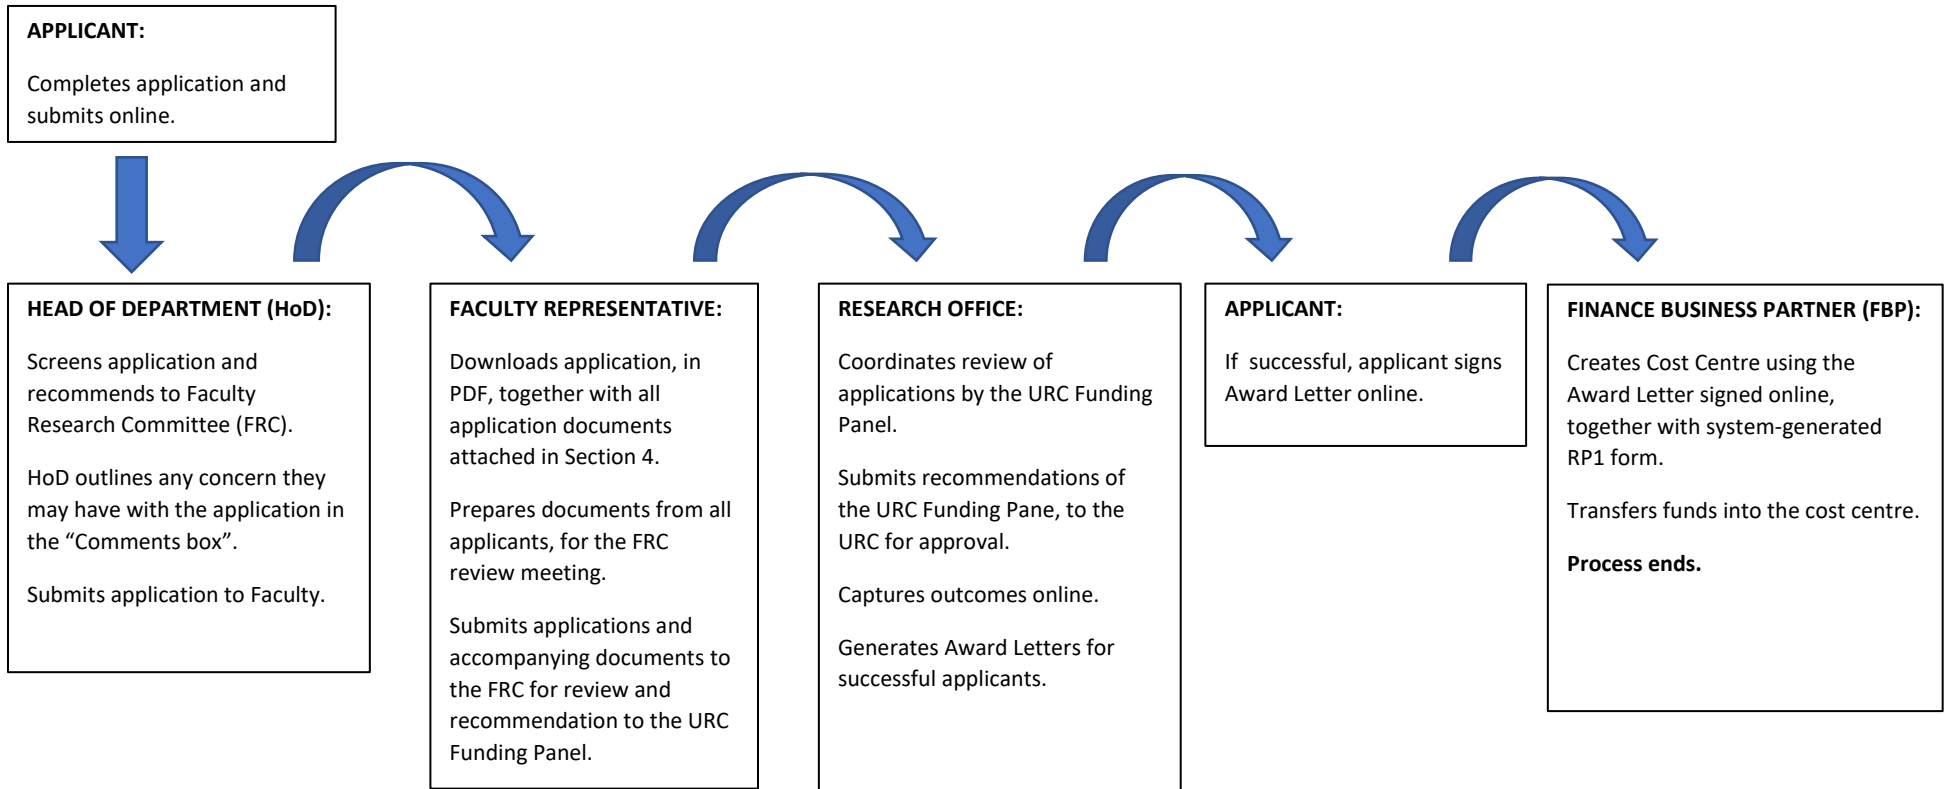 APPLICANT:
Completes application and
submits online.
HEAD OF DEPARTMENT (HoD):
Screens application and
recommends to Faculty
Research Committee (FRC).
HoD outlines any concern they
may have with the application in
the “Comments box”.
Submits application to Faculty.
FACULTY REPRESENTATIVE:
Downloads application, in
PDF, together with all
application documents
attached in Section 4.
Prepares documents from all
applicants, for the FRC
review meeting.
Submits applications and
accompanying documents to
the FRC for review and
recommendation to the URC
Funding Panel.
RESEARCH OFFICE:
Coordinates review of
applications by the URC Funding
Panel.
Submits recommendations of
the URC Funding Pane, to the
URC for approval.
Captures outcomes online.
Generates Award Letters for
successful applicants.
APPLICANT:
If  successful, applicant signs
Award Letter online.
FINANCE BUSINESS PARTNER (FBP):
Creates Cost Centre using the
Award Letter signed online,
together with system-generated
RP1 form.
Transfers funds into the cost centre.
Process ends.